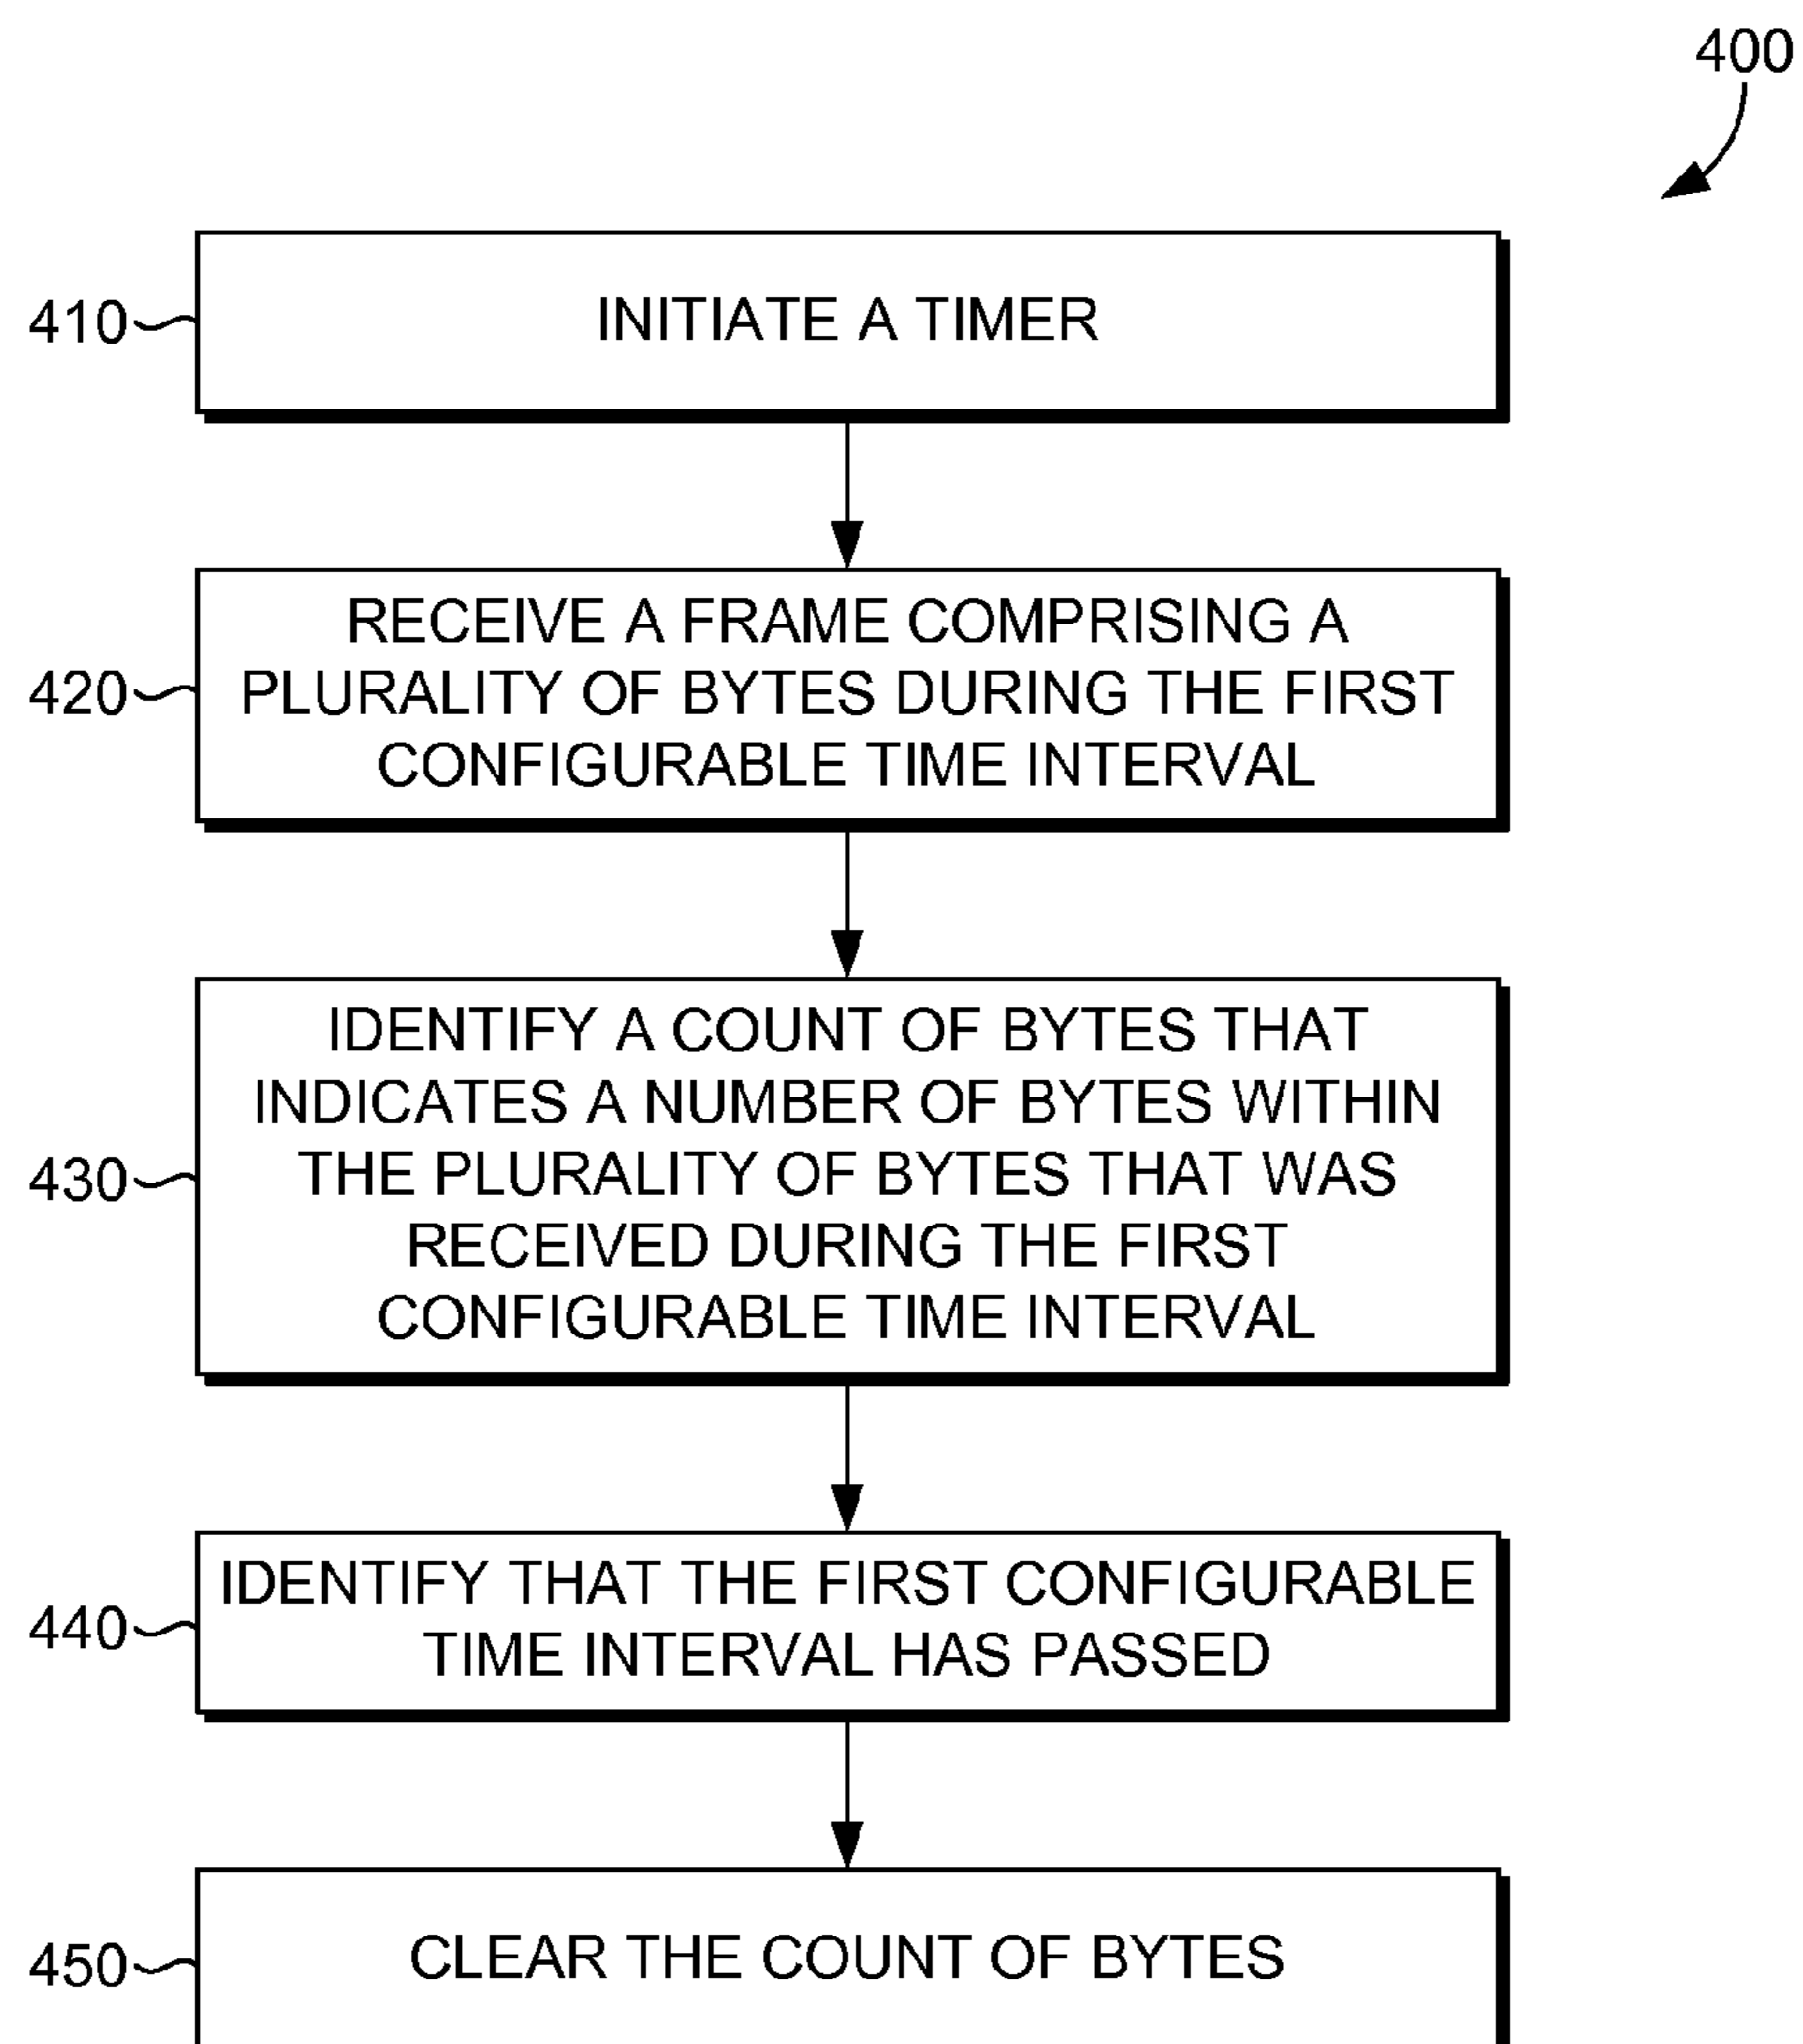 400
410
INITIATE A TIMER
420
RECEIVE A FRAME COMPRISING A
PLURALITY OF BYTES DURING THE FIRST
CONFIGURABLE TIME INTERVAL
430
IDENTIFY A COUNT OF BYTES THAT
INDICATES A NUMBER OF BYTES WITHIN
THE PLURALITY OF BYTES THAT WAS
RECEIVED DURING THE FIRST
CONFIGURABLE TIME INTERVAL
440
IDENTIFY THAT THE FIRST CONFIGURABLE
TIME INTERVAL HAS PASSED
450
CLEAR THE COUNT OF BYTES